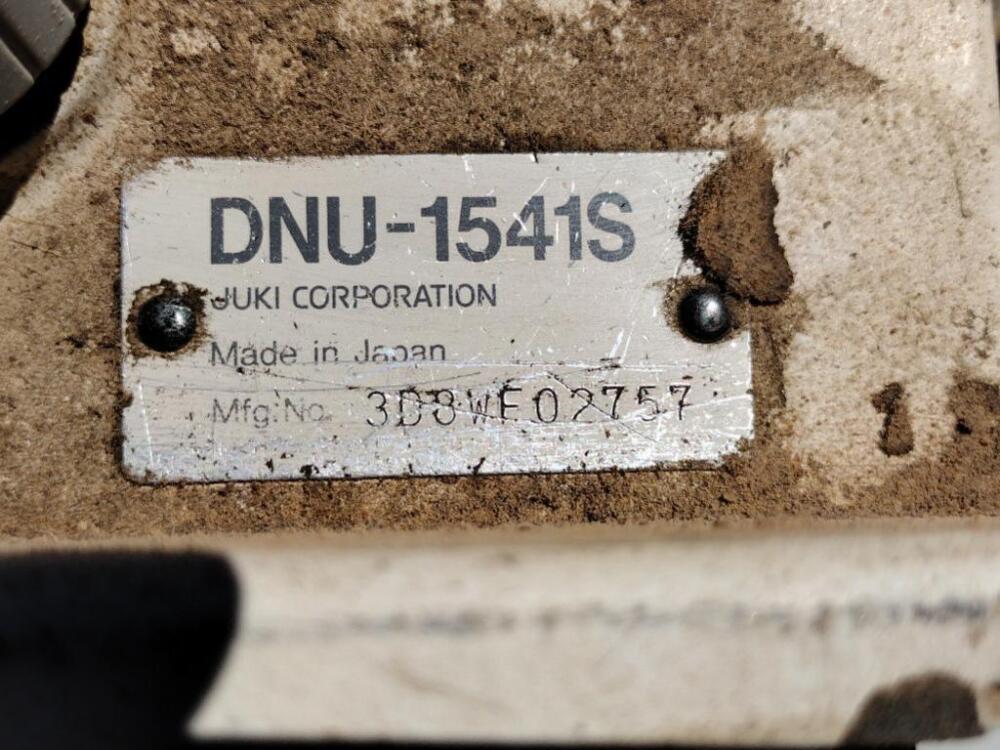 DNU-1541S
JUKI CORPORATION
Made in Japan
Mfg.No. 3D8WE02757